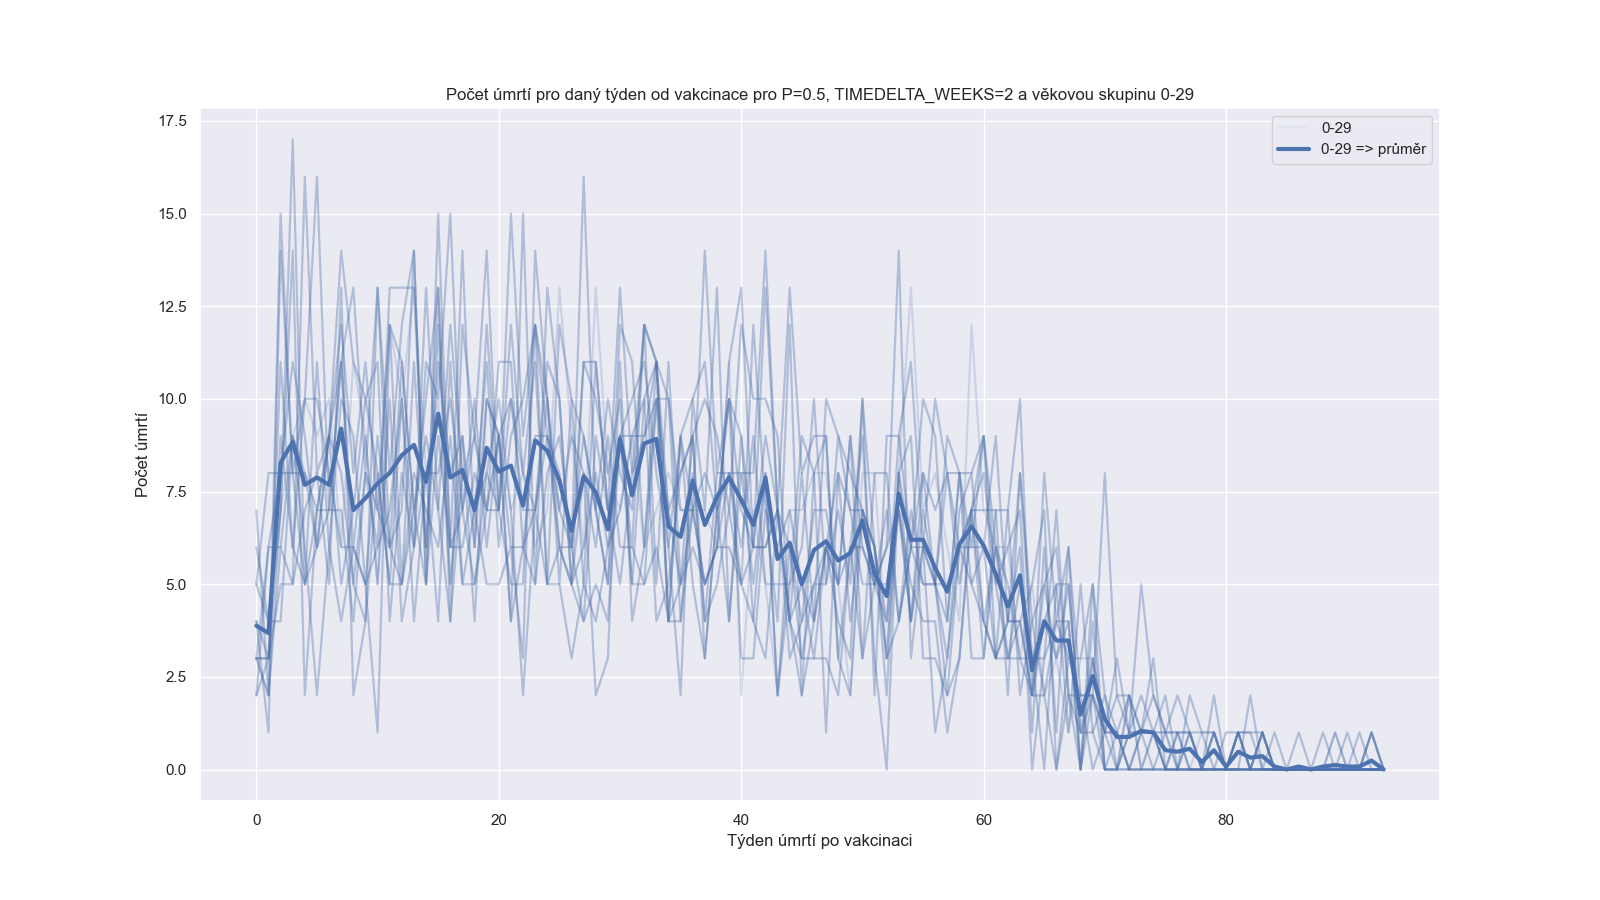 Počet úmrtí pro daný týden od vakcinace pro P=0.5, TIMEDELTA_WEEKS=2 a věkovou skupinu 0-29
17.5
15.0
12.5
10.0
7.5
5.0
2.5
0.0
Počet úmrtí
0-29
0-29 => průměr
0 20 40 60 80
Týden úmrtí po vakcinaci